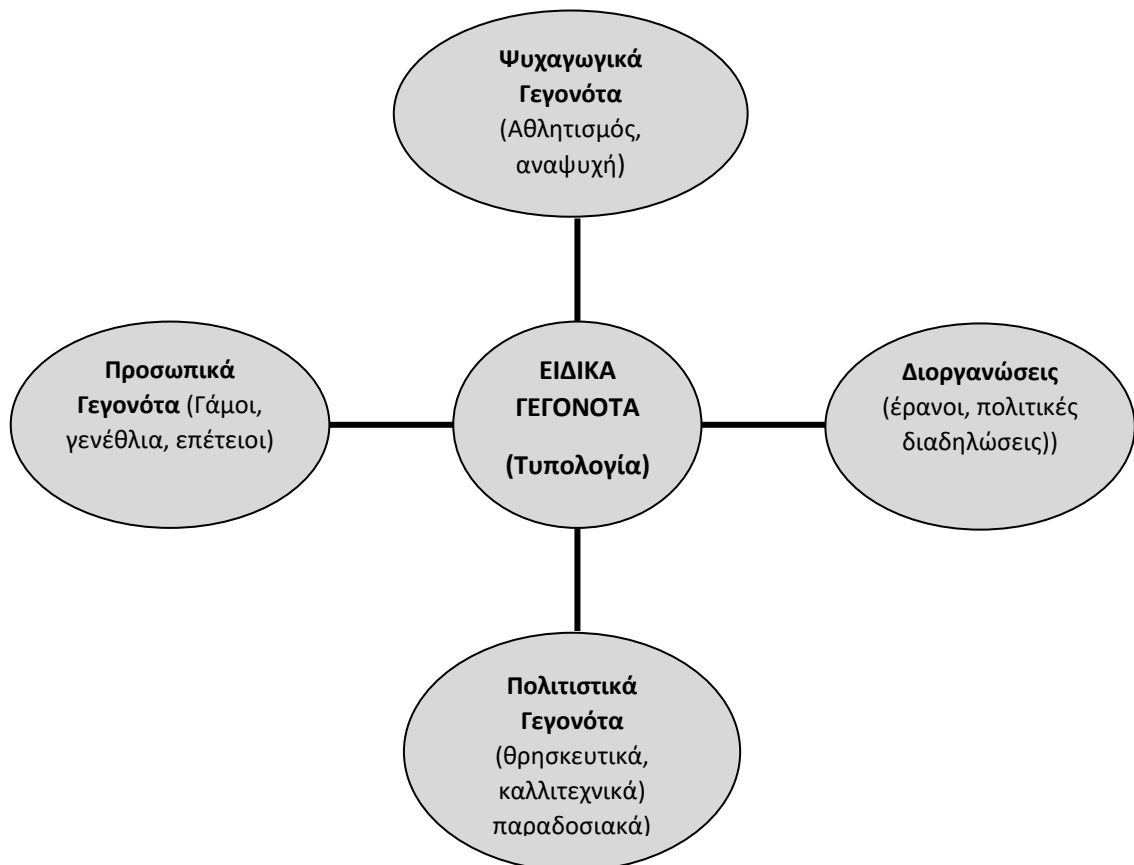 Ψυχαγωγικά
Γεγονότα
(Αθλητισμός,
αναψυχή)
Προσωπικά
Γεγονότα (Γάμοι,
γενέθλια, επέτειοι)
ΕΙΔΙΚΑ
ΓΕΓΟΝΟΤΑ
(Τυπολογία)
Διοργανώσεις
(έρανοι, πολιτικές
διαδηλώσεις))
Πολιτιστικά
Γεγονότα
(θρησκευτικά,
καλλιτεχνικά)
παραδοσιακά)